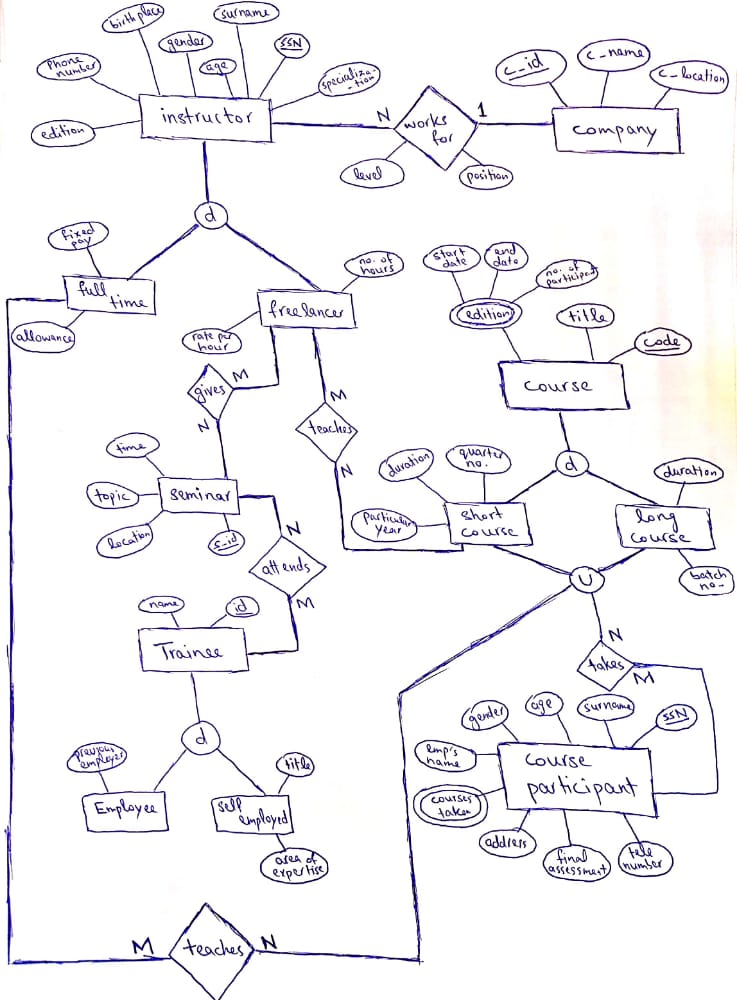 birthplace
surname
gender
SSN
age
Phone
number
specializa-
-tion
edition
instructor
N
works
for
1
level
position
c_id
c_name
c_location
company
d
fixed
pay
full
time
allowance
no. of
hours
freelancer
rate per
hour
start
date
end
date
no. of
participant
edition
title
code
course
gives
M
N
teaches
M
N
d
duration
quarter
no.
particular
year
short
course
duration
long
course
batch
no-
U
time
topic
location
seminar
s_id
N
attends
M
name
id
Trainee
d
previous
employer
Employee
self
employed
title
area of
expertise
N
takes
M
gender
age
surname
SSN
emp's
name
courses
taken
course
participant
address
final
assessment
tele
number
M
teaches
N